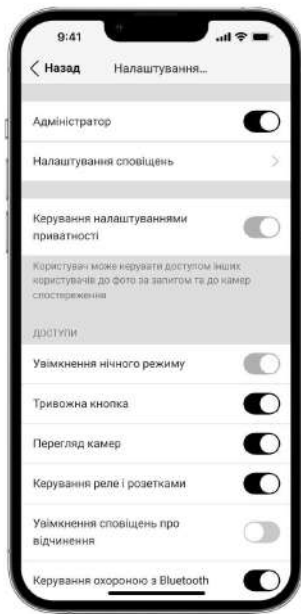 9:41
Назад Налаштування...
Адміністратор
Налаштування сповіщень
Керування налаштуваннями
приватності
Користувач може керувати доступом інших
користувачів до фото за запитом та до камер
спостереження
ДОСТУПИ
Увімкнення нічного режиму
Тривожна кнопка
Перегляд камер
Керування реле і розетками
Увімкнення сповіщень про
відчинення
Керування охороною з Bluetooth